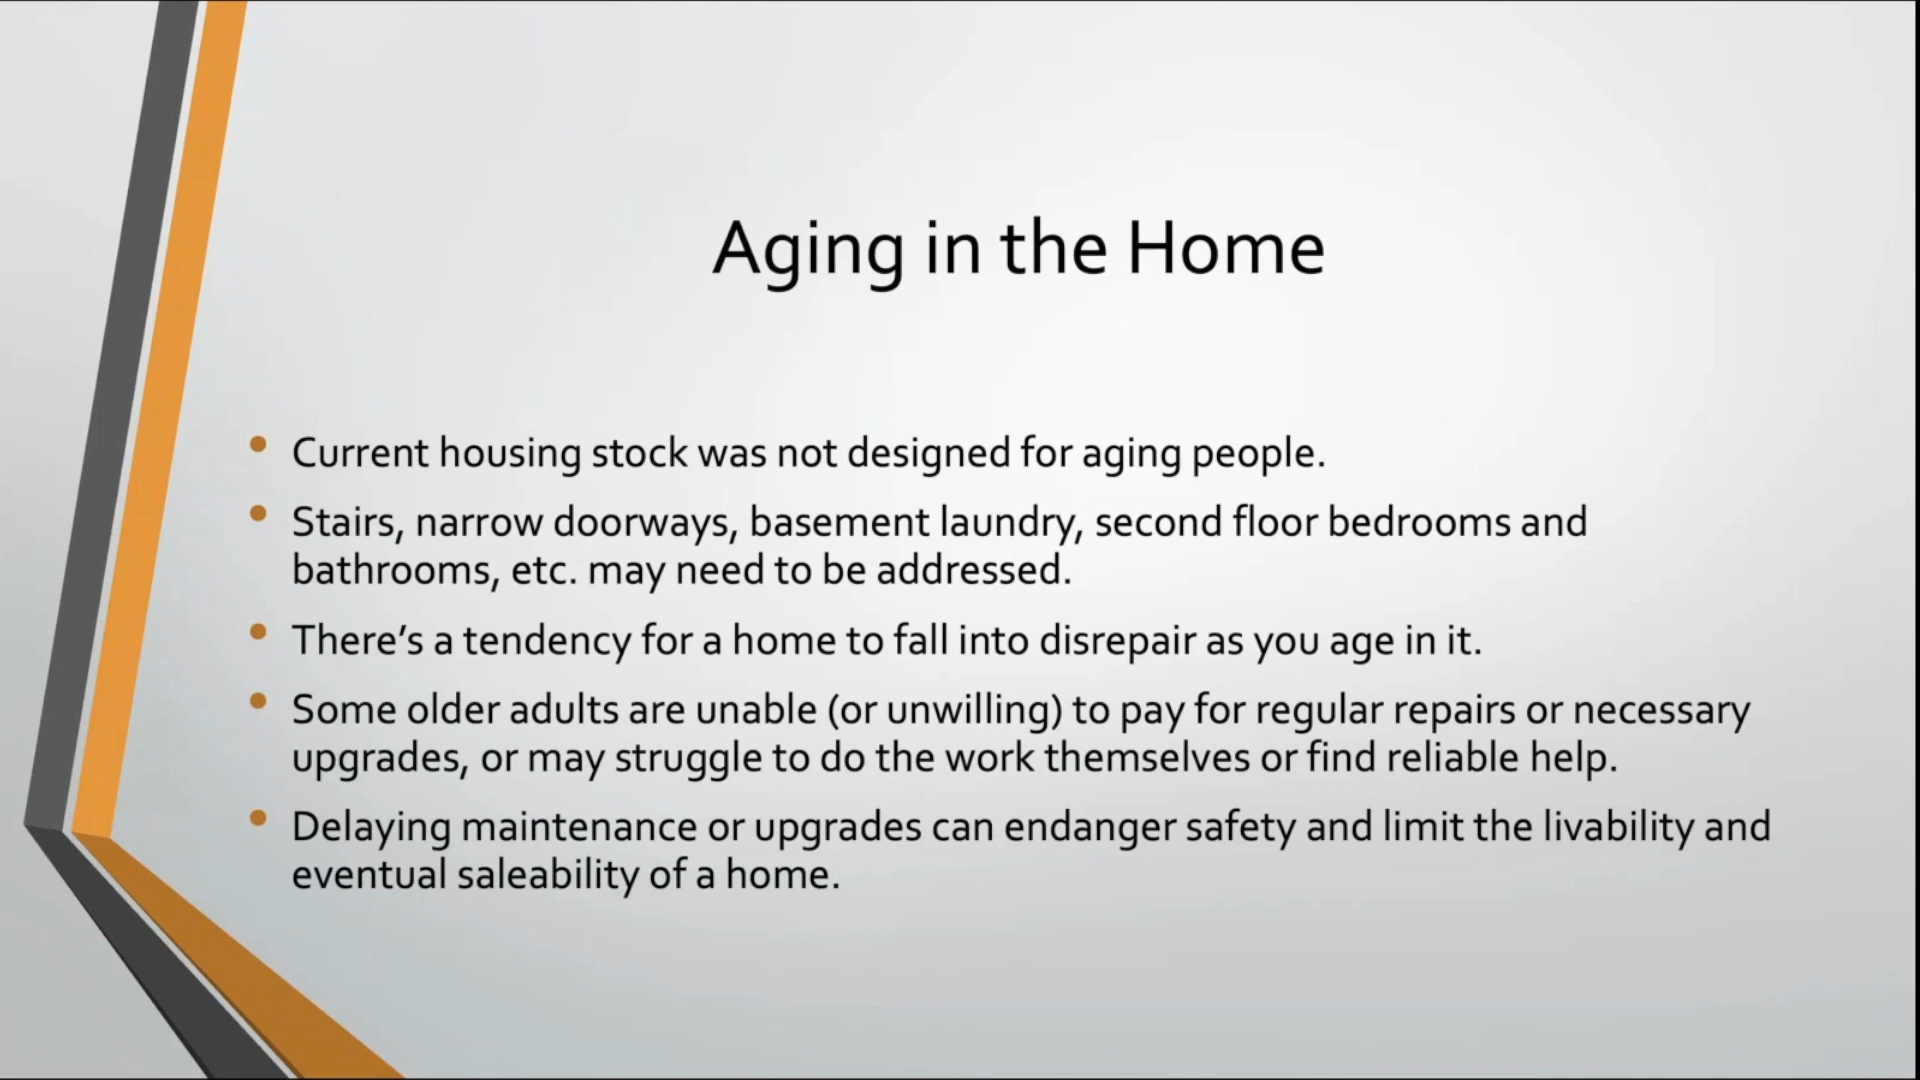 Aging in the Home
Current housing stock was not designed for aging people.
Stairs, narrow doorways, basement laundry, second floor bedrooms and
bathrooms, etc. may need to be addressed.
There’s a tendency for a home to fall into disrepair as you age in it.
Some older adults are unable (or unwilling) to pay for regular repairs or necessary
upgrades, or may struggle to do the work themselves or find reliable help.
Delaying maintenance or upgrades can endanger safety and limit the livability and
eventual saleability of a home.